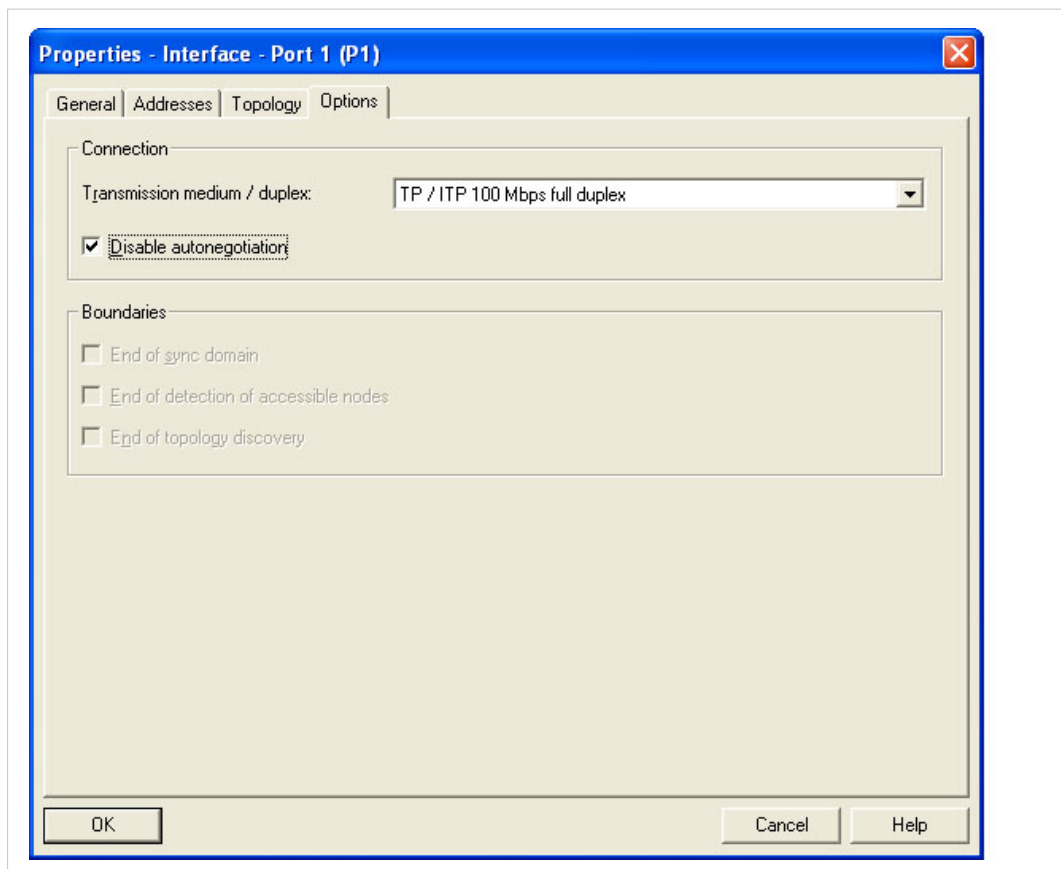 Properties - Interface - Port 1 (P1)
General Addresses Topology Options
Connection
Transmission medium / duplex: TP / ITP 100 Mbps full duplex
Disable autonegotiation
Boundaries
End of sync domain
End of detection of accessible nodes
End of topology discovery
OK Cancel Help